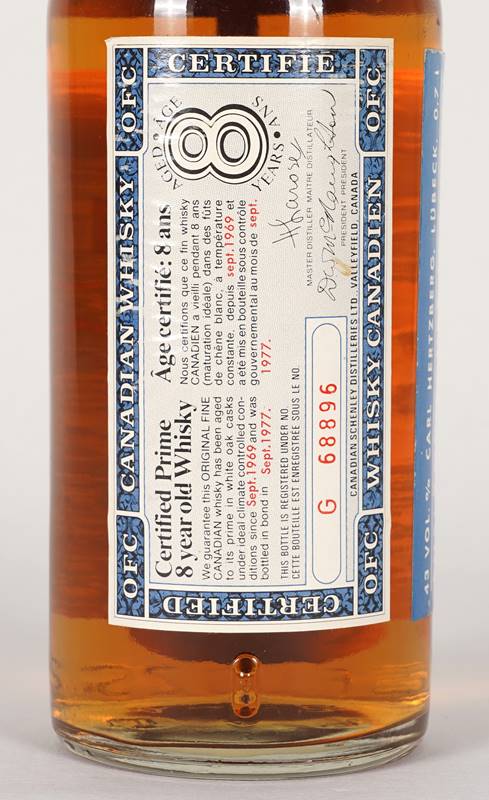 CERTIFIÉ
OFC
CANADIAN WHISKY
OFC
Certified Prime
8 year old Whisky
We guarantee this ORIGINAL FINE
CANADIAN whisky has been aged
to its prime in white oak casks
under ideal climate controlled con-
ditions since Sept.1969 and was
bottled in bond in Sept.1977.
THIS BOTTLE IS REGISTERED UNDER NO.
CETTE BOUTEILLE EST ENREGISTRÉE SOUS LE NO.
G 68896
AGED•AGE
8
YEARS•ANS
Âge certifié: 8 ans
Nous certifions que ce fin whisky
CANADIEN a vieilli pendant 8 ans
(maturation idéale) dans des fûts
de chêne blanc, à température
constante, depuis sept.1969 et
a été mis en bouteille sous contrôle
gouvernemental au mois de sept.
1977.
MASTER DISTILLER MAITRE DISTILLATEUR
PRESIDENT PRÉSIDENT
CANADIAN SCHENLEY DISTILLERIES LTD., VALLEYFIELD, CANADA
OFC
WHISKY CANADIEN
OFC
CERTIFIED
43 VOL. % CARL HERTZBERG, LÜBECK, 0,7 l